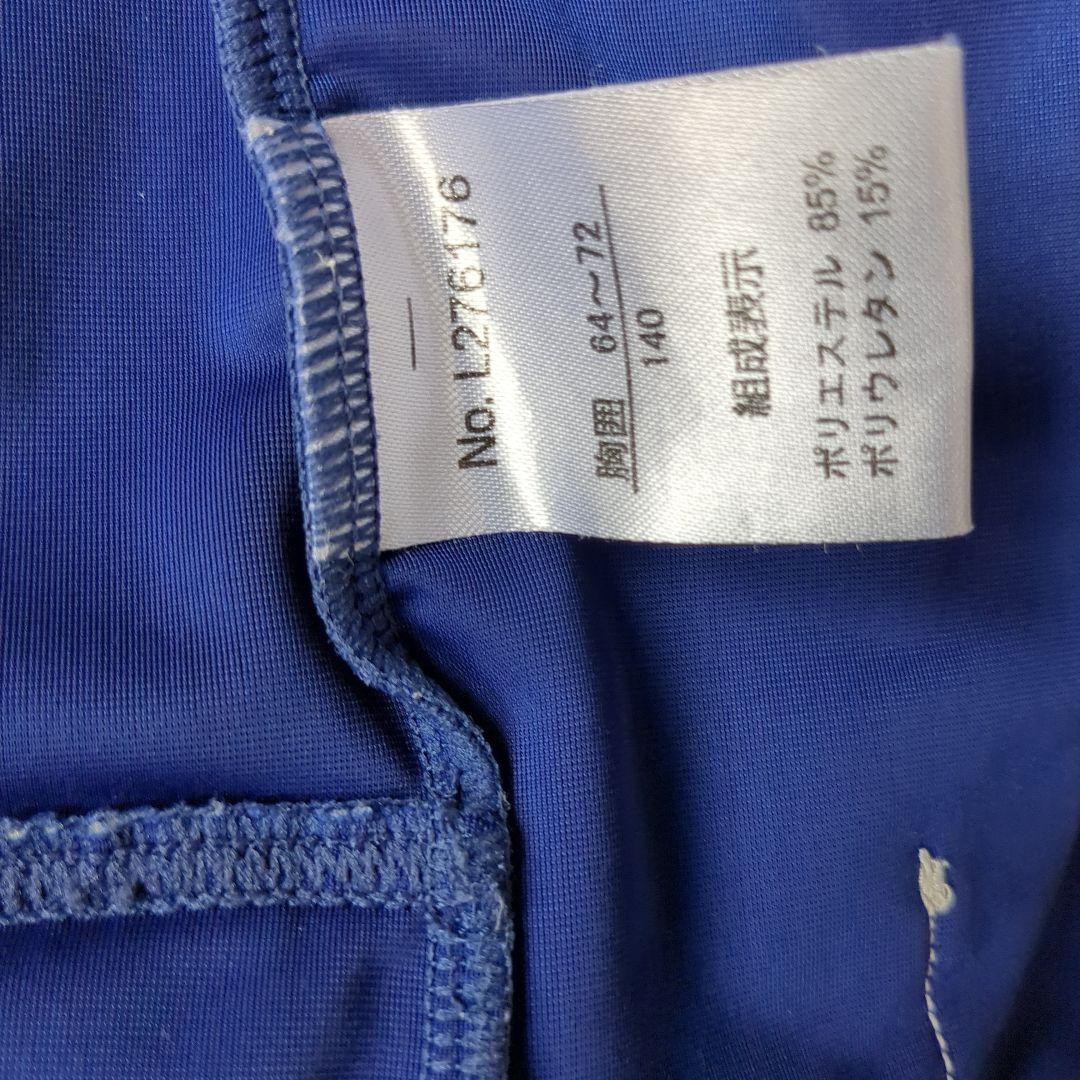 No. L276176
胸囲 64〜72
140
組成表示
ポリエステル 85%
ポリウレタン 15%